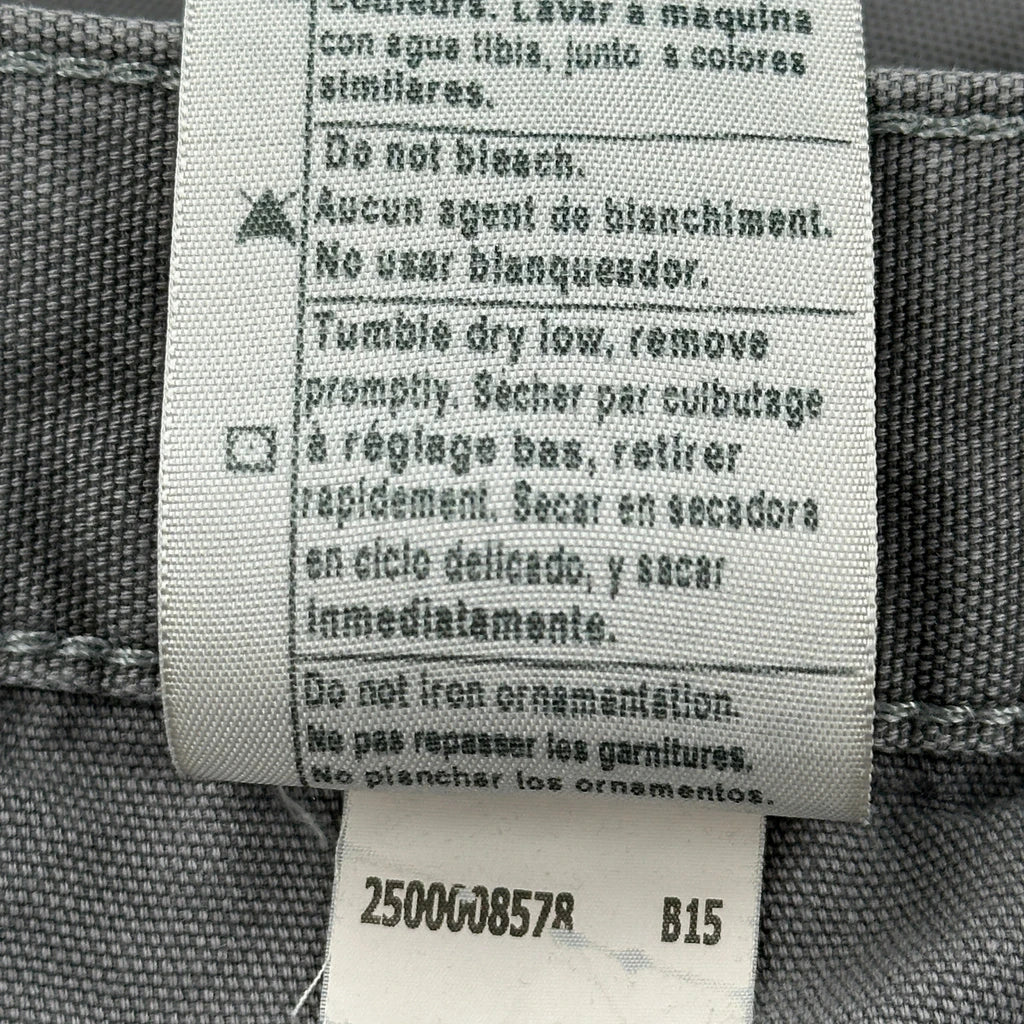 couleurs. Lavar a maquina
con agua tibia, junto a colores
similares.
Do not bleach.
Aucun agent de blanchiment.
No usar blanqueador.
Tumble dry low, remove
promptly. Sécher par culbutage
à réglage bas, retirer
rapidement. Secar en secadora
en ciclo delicado, y sacar
inmediatamente.
Do not iron ornamentation.
Ne pas repasser les garnitures.
No planchar los ornamentos.
2500008578 B15